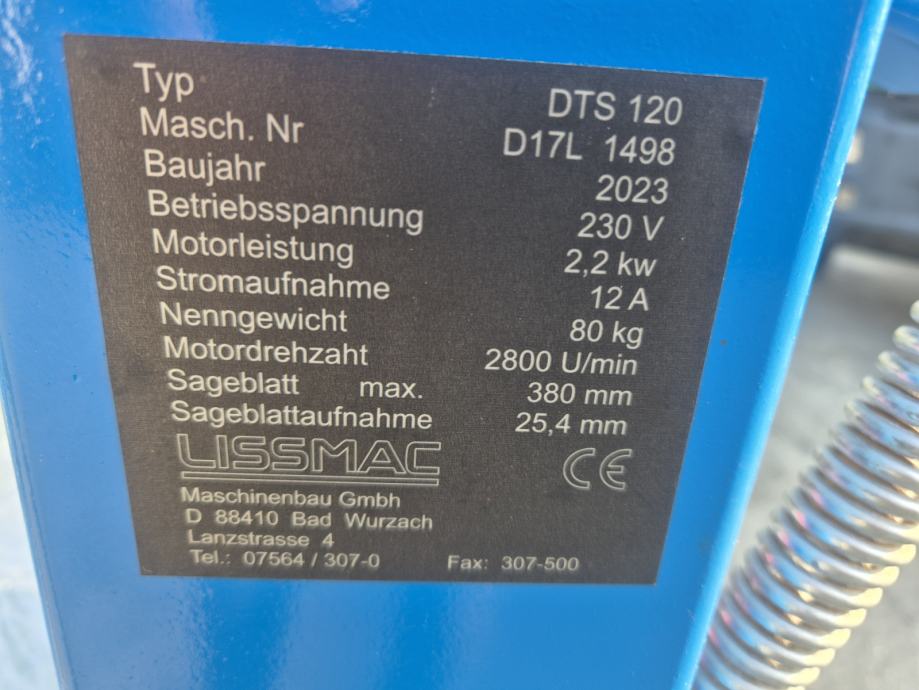 Typ DTS 120
Masch. Nr D17L 1498
Baujahr 2023
Betriebsspannung 230 V
Motorleistung 2,2 kw
Stromaufnahme 12 A
Nenngewicht 80 kg
Motordrehzaht 2800 U/min
Sageblatt max. 380 mm
Sageblattaufnahme 25,4 mm
LISSMAC CE
Maschinenbau Gmbh
D 88410 Bad Wurzach
Lanzstrasse 4
Tel.: 07564 / 307-0 Fax: 307-500